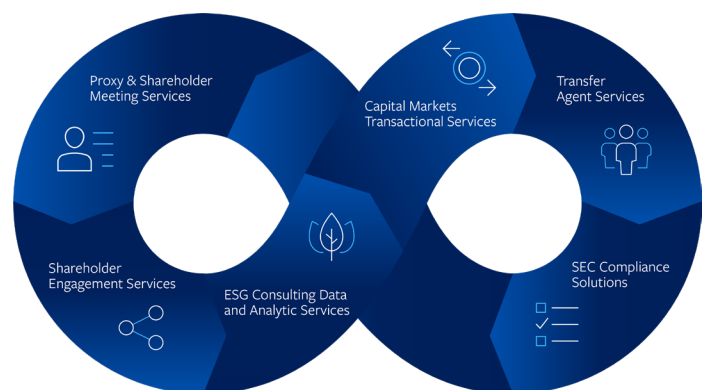 Proxy & Shareholder
Meeting Services
Capital Markets
Transactional Services
Transfer
Agent Services
Shareholder
Engagement Services
ESG Consulting Data
and Analytic Services
SEC Compliance
Solutions